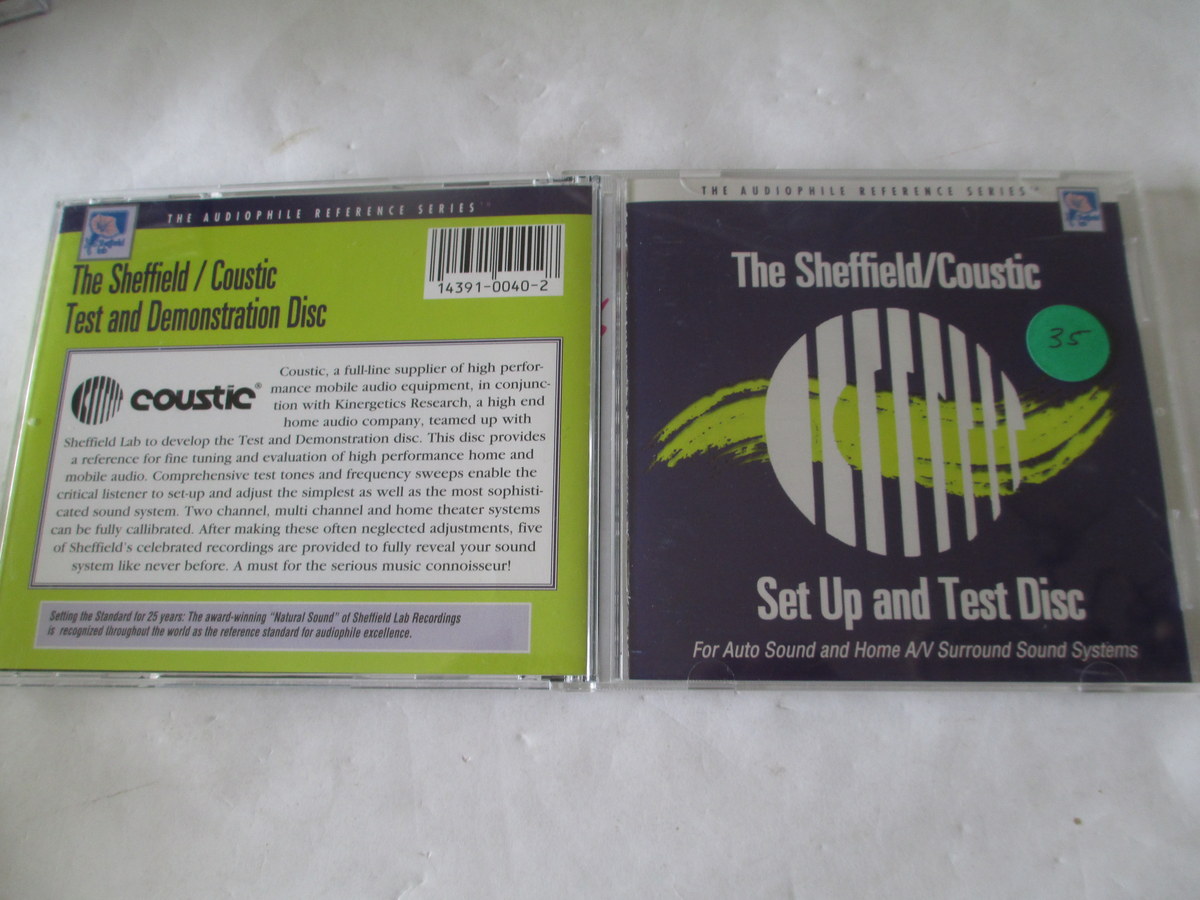 THE AUDIOPHILE REFERENCE SERIES™
Sheffield
Lab
The Sheffield / Coustic
Test and Demonstration Disc
14391-0040-2
coustic®
Coustic, a full-line supplier of high perfor-
mance mobile audio equipment, in conjunc-
tion with Kinergetics Research, a high end
home audio company, teamed up with
Sheffield Lab to develop the Test and Demonstration disc. This disc provides
a reference for fine tuning and evaluation of high performance home and
mobile audio. Comprehensive test tones and frequency sweeps enable the
critical listener to set-up and adjust the simplest as well as the most sophisti-
cated sound system. Two channel, multi channel and home theater systems
can be fully callibrated. After making these often neglected adjustments, five
of Sheffield's celebrated recordings are provided to fully reveal your sound
system like never before. A must for the serious music connoisseur!
Setting the Standard for 25 years: The award-winning "Natural Sound" of Sheffield Lab Recordings
is recognized throughout the world as the reference standard for audiophile excellence.
THE AUDIOPHILE REFERENCE SERIES™
Sheffield
Lab
The Sheffield/Coustic
35
Set Up and Test Disc
For Auto Sound and Home A/V Surround Sound Systems